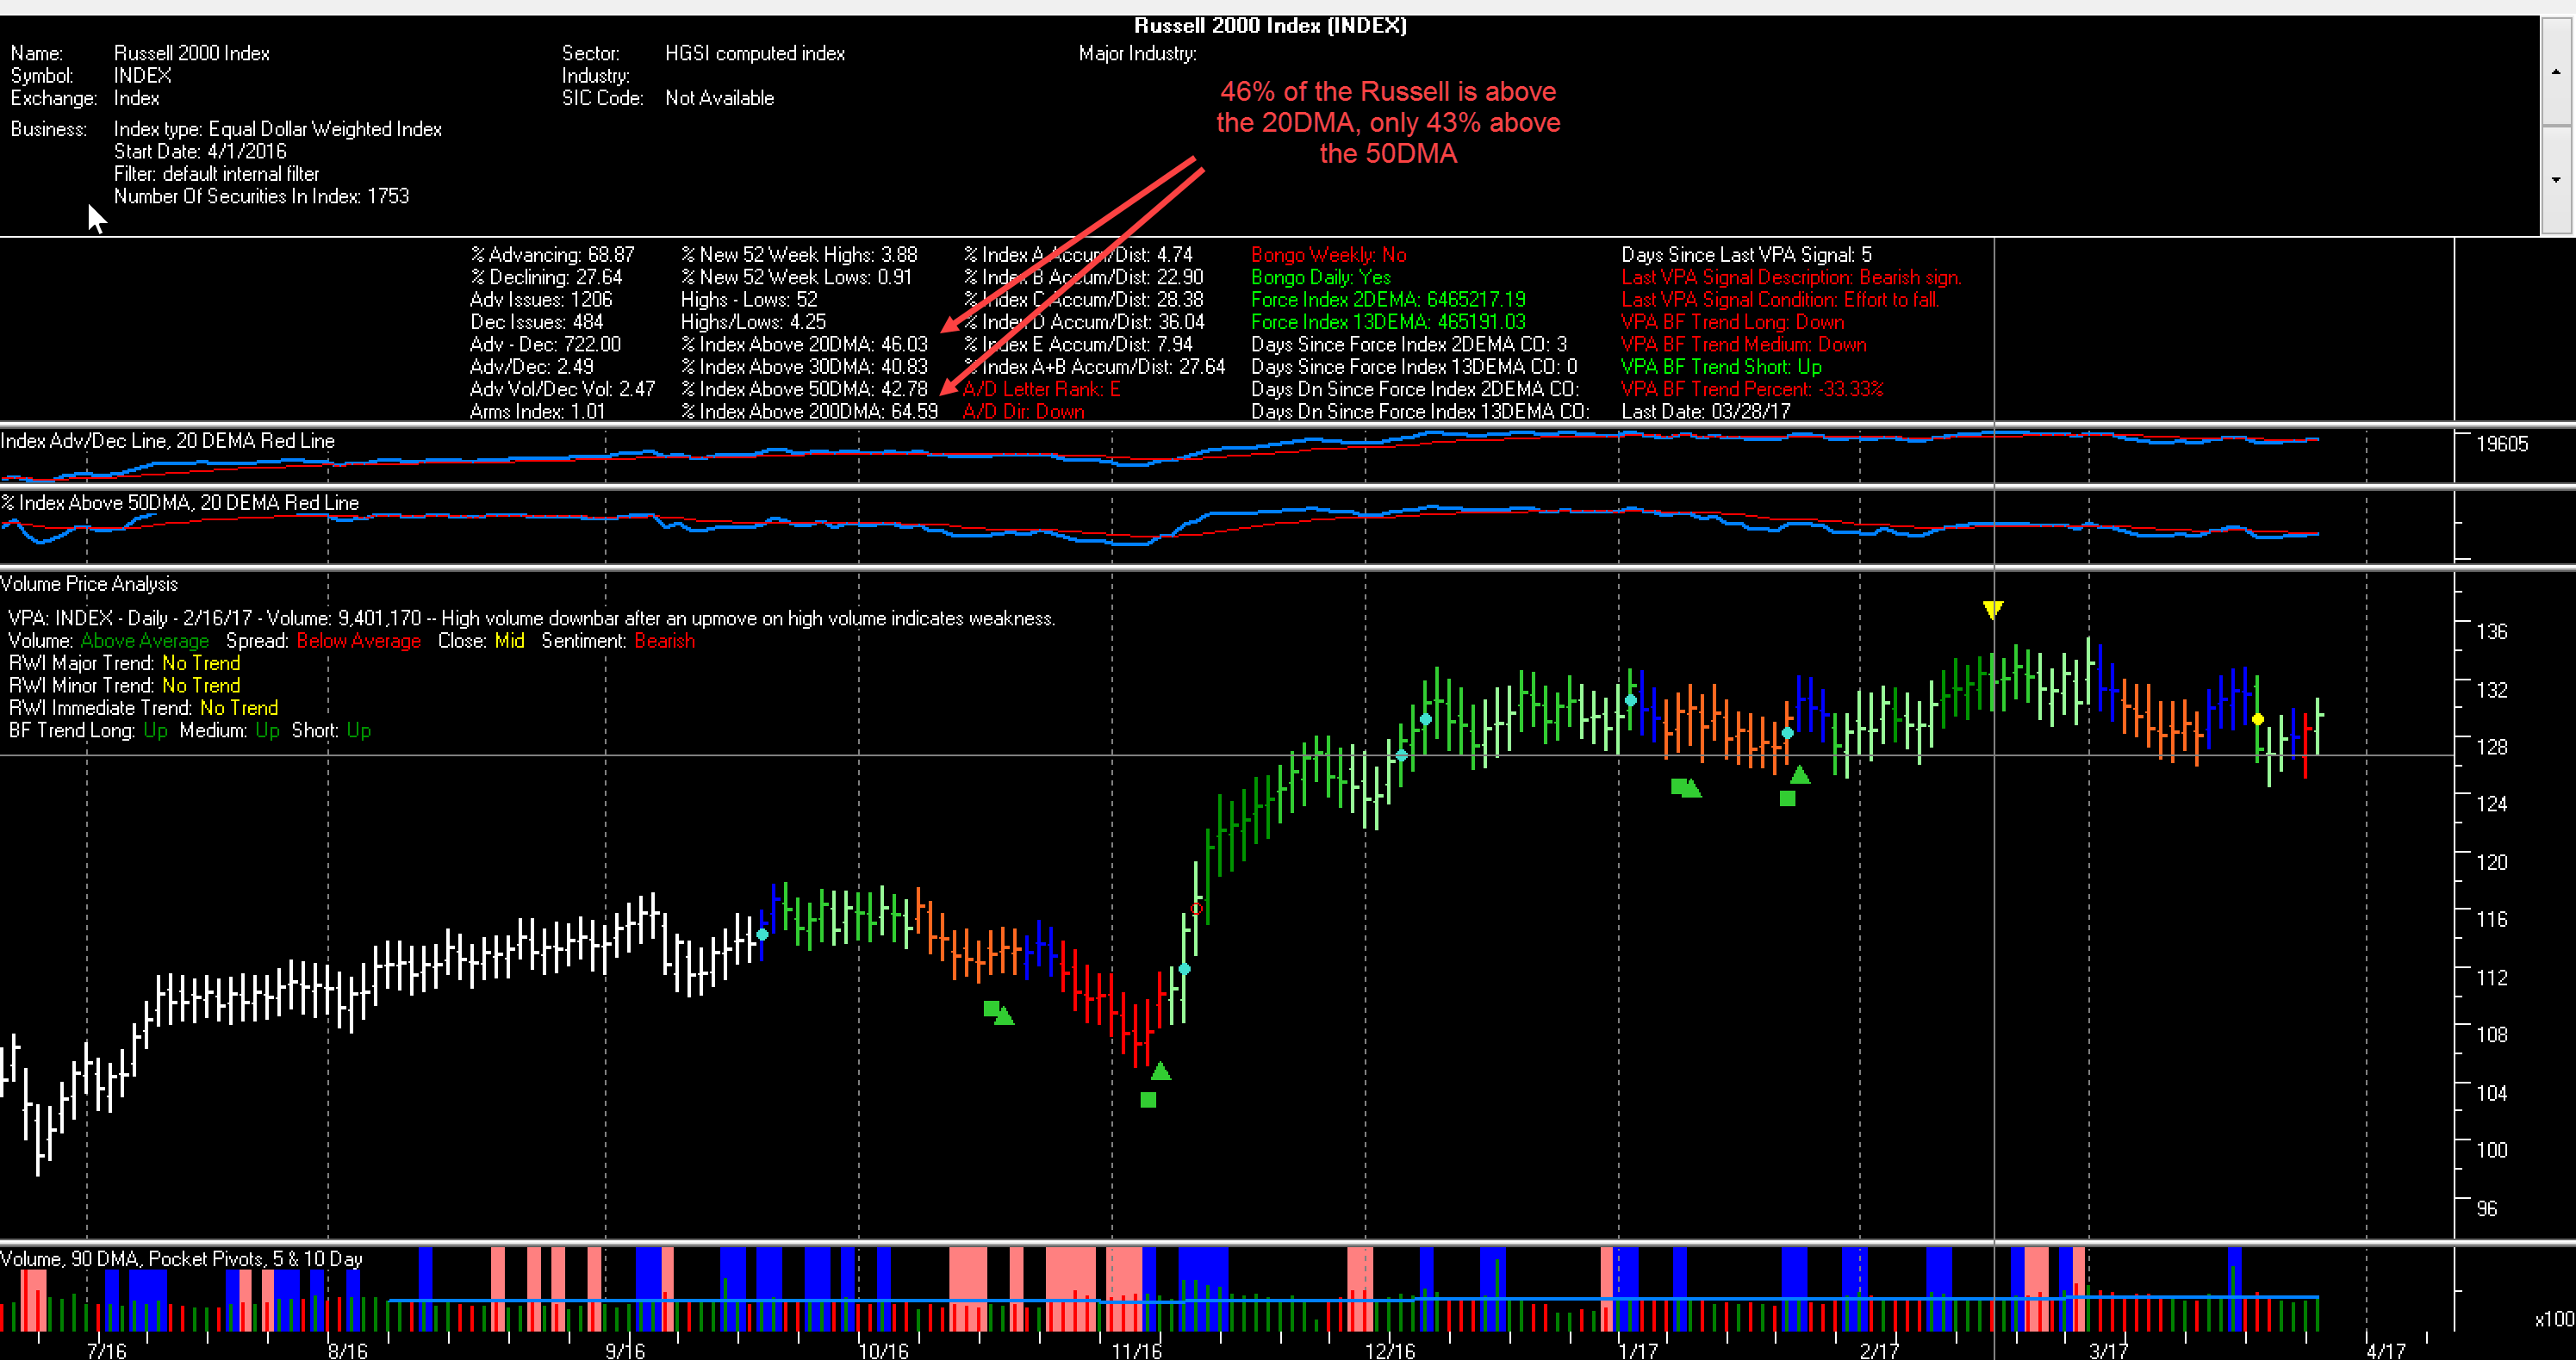 Russell 2000 Index (INDEX)
Name: Russell 2000 Index Sector: HGSI computed index Major Industry:
Symbol: INDEX Industry:
Exchange: Index SIC Code: Not Available
Business: Index type: Equal Dollar Weighted Index
Start Date: 4/1/2016
Filter: default internal filter
Number Of Securities In Index: 1753
46% of the Russell is above
the 20DMA, only 43% above
the 50DMA
% Advancing: 68.87 % New 52 Week Highs: 3.88 % Index A Accum/Dist: 4.74 Bongo Weekly: No Days Since Last VPA Signal: 5
% Declining: 27.64 % New 52 Week Lows: 0.91 % Index B Accum/Dist: 22.90 Bongo Daily: Yes Last VPA Signal Description: Bearish sign.
Adv Issues: 1206 Highs - Lows: 52 % Index C Accum/Dist: 28.38 Force Index 2DEMA: 6465217.19 Last VPA Signal Condition: Effort to fall.
Dec Issues: 484 Highs/Lows: 4.25 % Index D Accum/Dist: 36.04 Force Index 13DEMA: 465191.03 VPA BF Trend Long: Down
Adv - Dec: 722.00 % Index Above 20DMA: 46.03 % Index E Accum/Dist: 7.94 Days Since Force Index 2DEMA CO: 3 VPA BF Trend Medium: Down
Adv/Dec: 2.49 % Index Above 30DMA: 40.83 % Index A+B Accum/Dist: 27.64 Days Since Force Index 13DEMA CO: 0 VPA BF Trend Short: Up
Adv Vol/Dec Vol: 2.47 % Index Above 50DMA: 42.78 A/D Letter Rank: E Days Dn Since Force Index 2DEMA CO: VPA BF Trend Percent: -33.33%
Arms Index: 1.01 % Index Above 200DMA: 64.59 A/D Dir: Down Days Dn Since Force Index 13DEMA CO: Last Date: 03/28/17
Index Adv/Dec Line, 20 DEMA Red Line
19605
% Index Above 50DMA, 20 DEMA Red Line
Volume Price Analysis
VPA: INDEX - Daily - 2/16/17 - Volume: 9,401,170 -- High volume downbar after an upmove on high volume indicates weakness.
Volume: Above Average Spread: Below Average Close: Mid Sentiment: Bearish
RWI Major Trend: No Trend
RWI Minor Trend: No Trend
RWI Immediate Trend: No Trend
BF Trend Long: Up Medium: Up Short: Up
136
132
128
124
120
116
112
108
104
100
96
Volume, 90 DMA, Pocket Pivots, 5 & 10 Day
x100
7/16 8/16 9/16 10/16 11/16 12/16 1/17 2/17 3/17 4/17